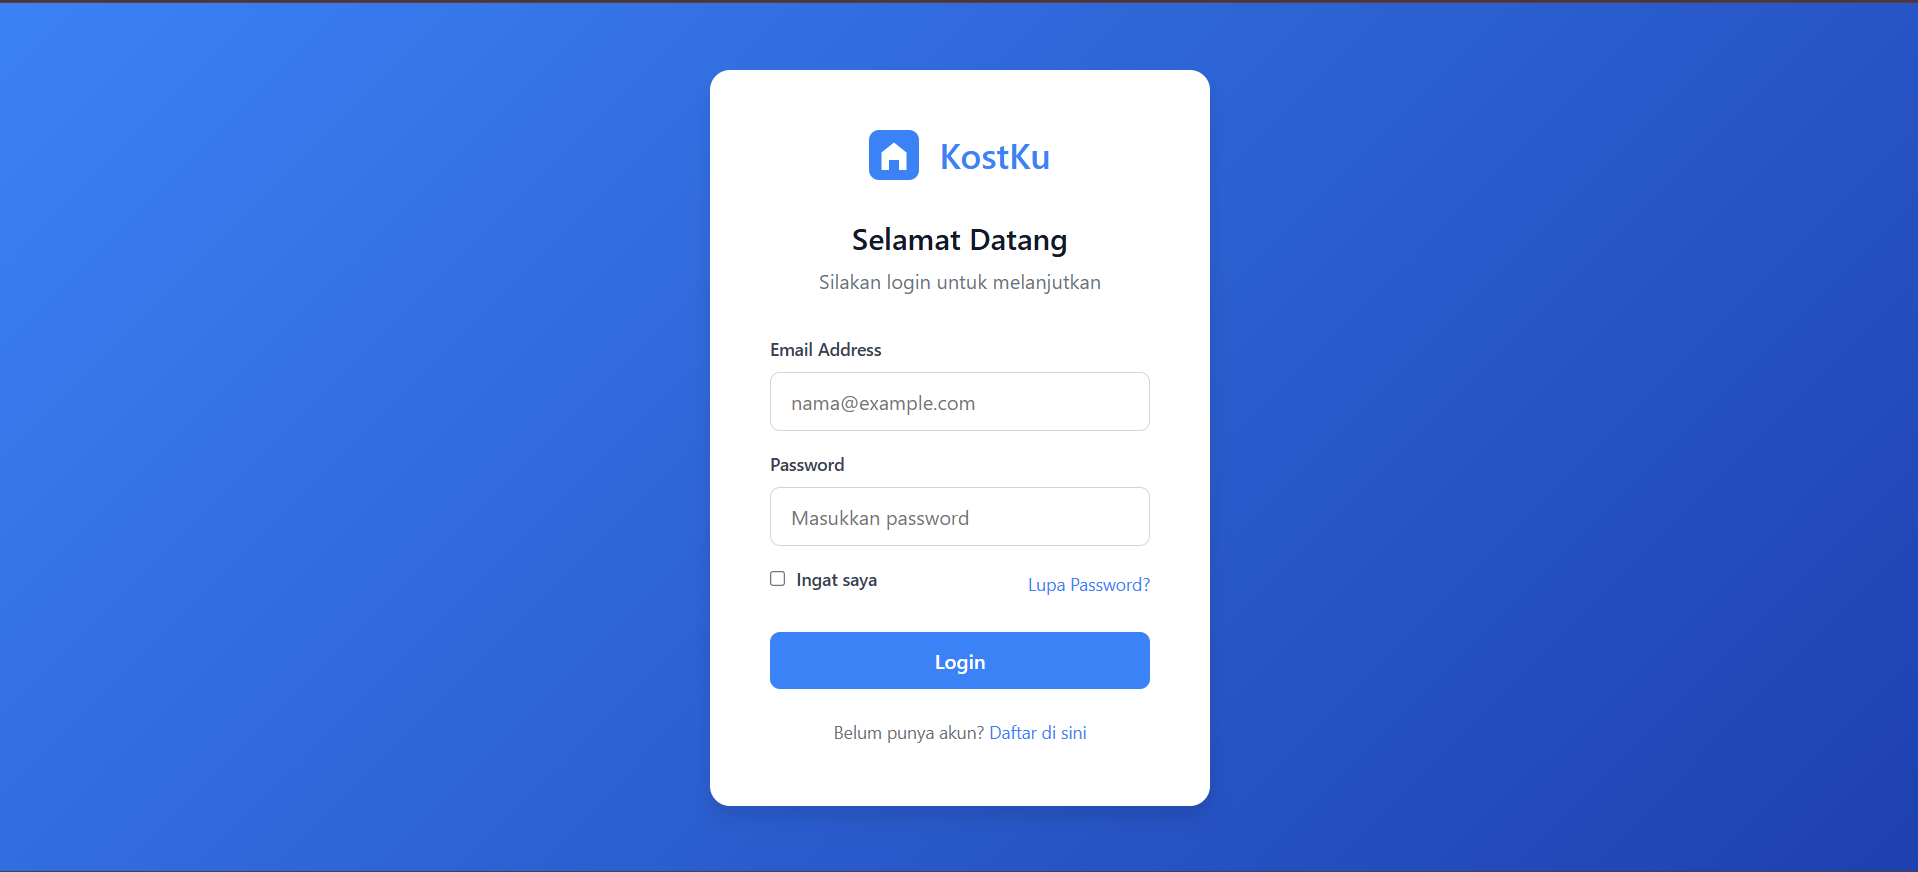 KostKu
Selamat Datang
Silakan login untuk melanjutkan
Email Address
nama@example.com
Password
Masukkan password
Ingat saya
Lupa Password?
Login
Belum punya akun? Daftar di sini